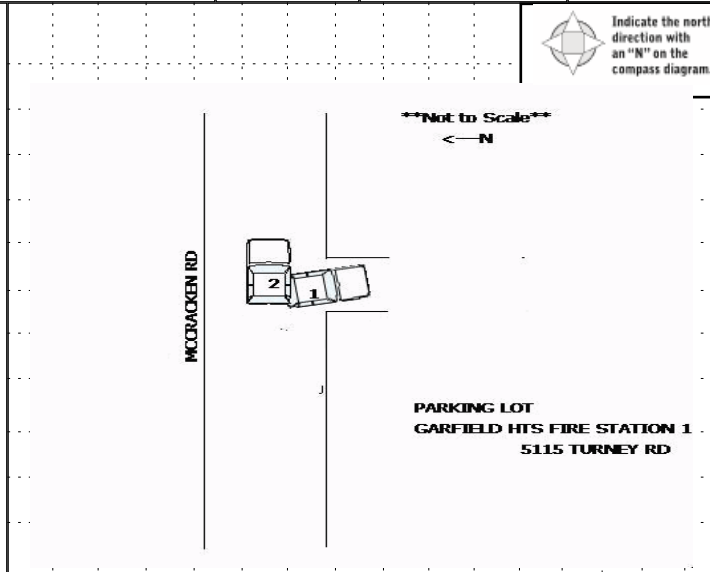 Indicate the north
direction with
an "N" on the
compass diagram.
**Not to Scale**
<—N
MCCRACKEN RD
2
1
PARKING LOT
GARFIELD HTS FIRE STATION 1
5115 TURNEY RD